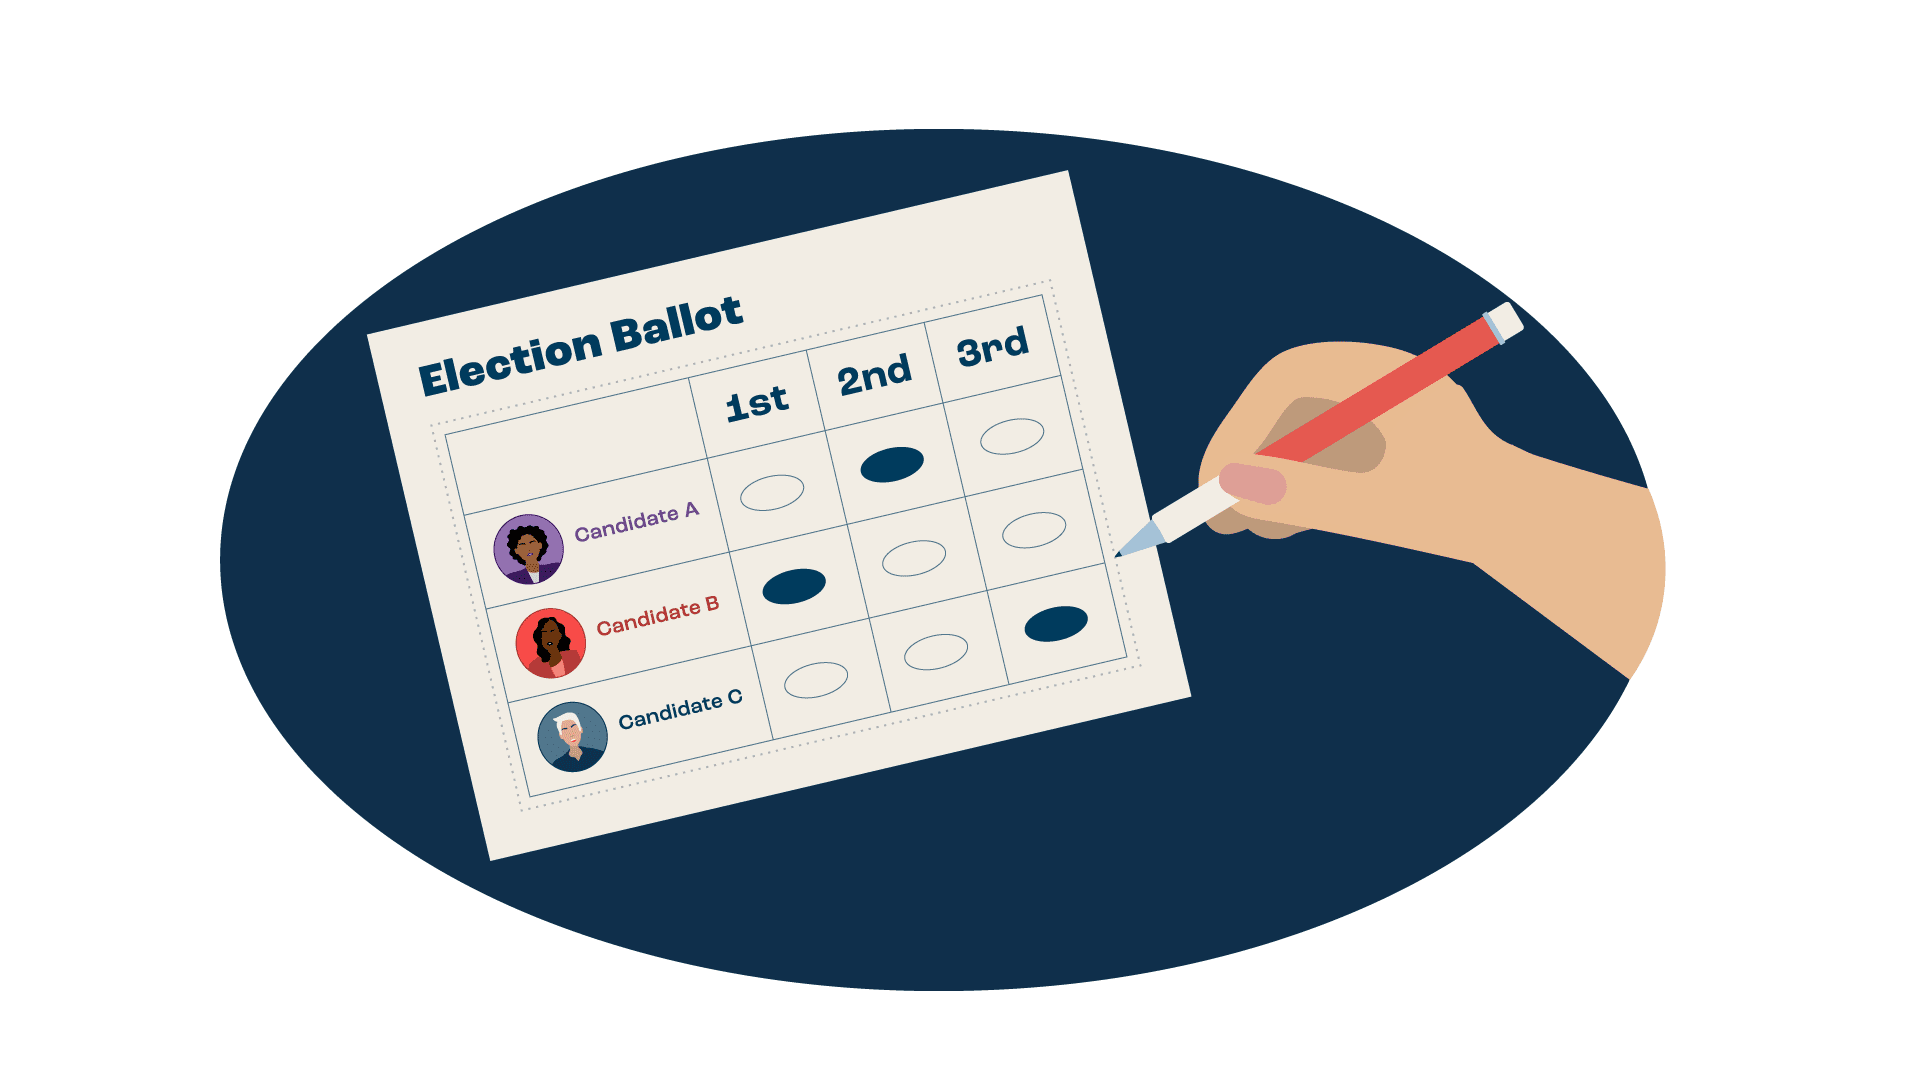 Election Ballot
1st 2nd 3rd
Candidate A
Candidate B
Candidate C